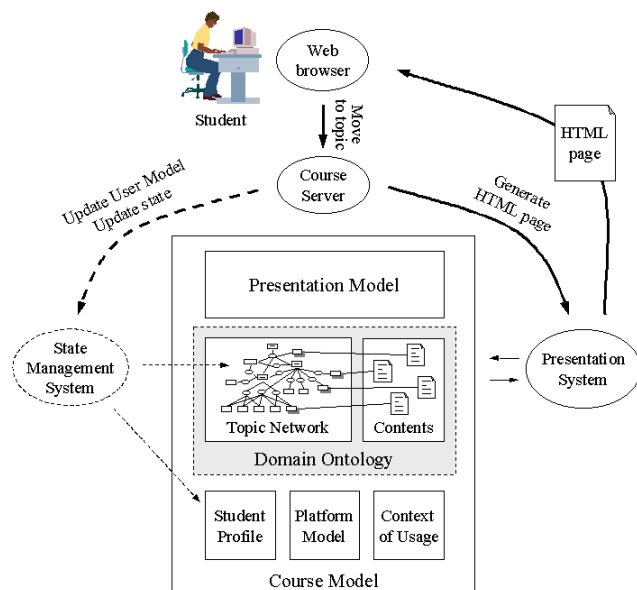 Web
browser
Student
Move
to topic
HTML
page
Course
Server
Update User Model
Update state
Generate
HTML page
Presentation Model
State
Management
System
Presentation
System
Topic Network
Contents
Domain Ontology
Student
Profile
Platform
Model
Context
of Usage
Course Model